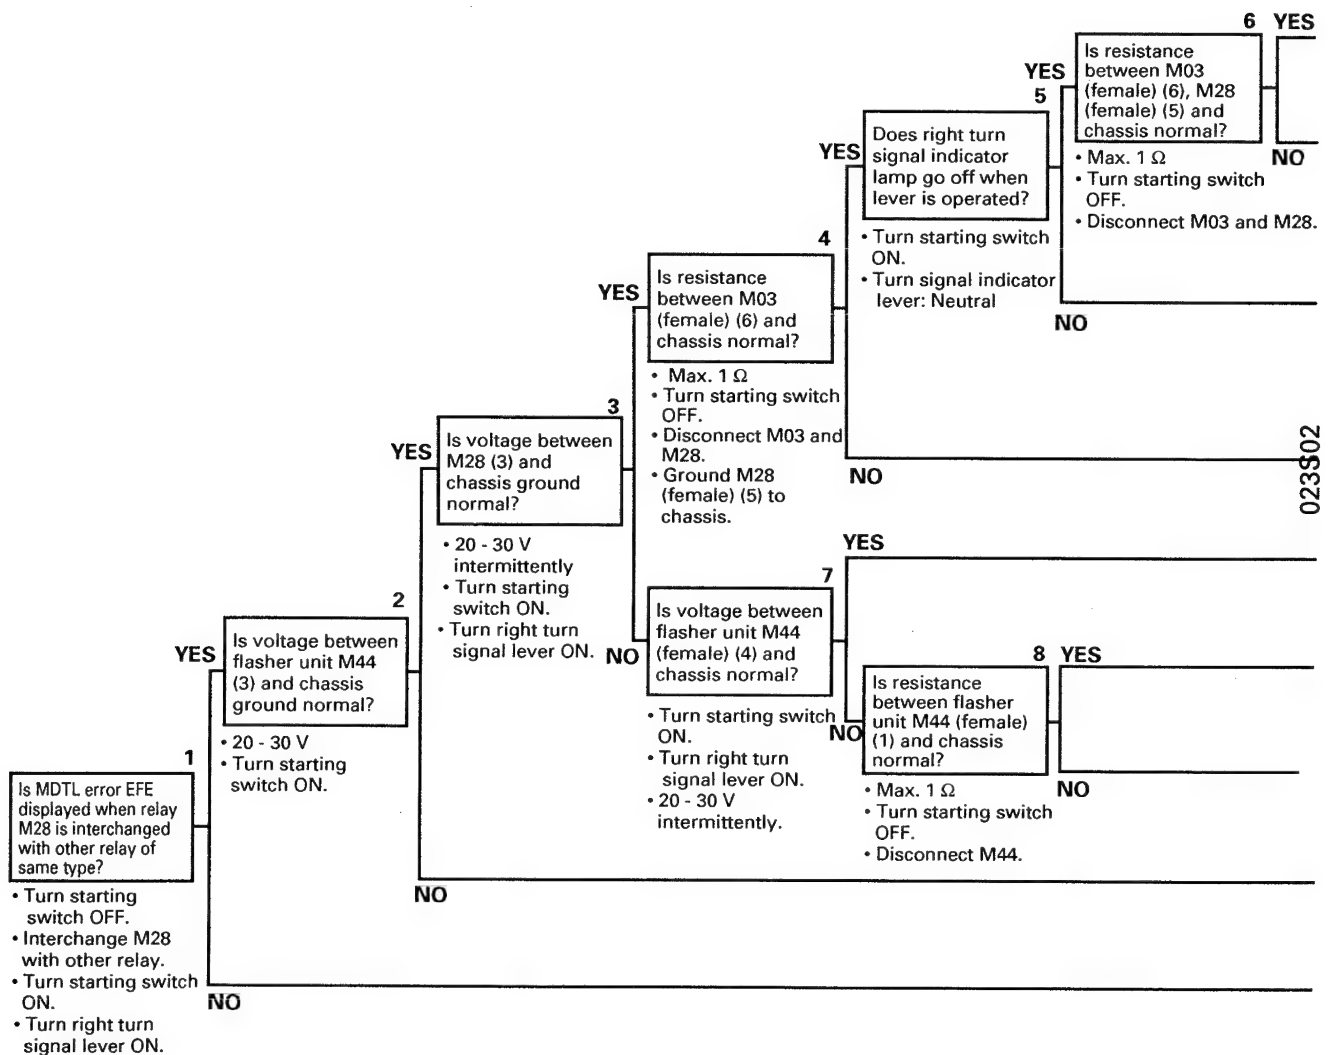 6 YES
Is resistance
between M03
(female) (6), M28
(female) (5) and
chassis normal?
• Max. 1 Ω
• Turn starting switch
OFF.
• Disconnect M03 and M28.
NO
YES
5
Does right turn
signal indicator
lamp go off when
lever is operated?
• Turn starting switch
ON.
• Turn signal indicator
lever: Neutral
NO
YES
4
Is resistance
between M03
(female) (6) and
chassis normal?
• Max. 1 Ω
• Turn starting switch
OFF.
• Disconnect M03 and
M28.
• Ground M28
(female) (5) to
chassis.
NO
YES
3
Is voltage between
M28 (3) and
chassis ground
normal?
• 20 - 30 V
intermittently
• Turn starting
switch ON.
• Turn right turn
signal lever ON.
NO
YES
7
Is voltage between
flasher unit M44
(female) (4) and
chassis normal?
• Turn starting switch
ON.
• Turn right turn
signal lever ON.
• 20 - 30 V
intermittently.
YES
NO
8 YES
Is resistance
between flasher
unit M44 (female)
(1) and chassis
normal?
• Max. 1 Ω
• Turn starting switch
OFF.
• Disconnect M44.
NO
YES
2
Is voltage between
flasher unit M44
(3) and chassis
ground normal?
• 20 - 30 V
• Turn starting
switch ON.
NO
YES
1
Is MDTL error EFE
displayed when relay
M28 is interchanged
with other relay of
same type?
• Turn starting
switch OFF.
• Interchange M28
with other relay.
• Turn starting switch
ON.
• Turn right turn
signal lever ON.
NO
023S02